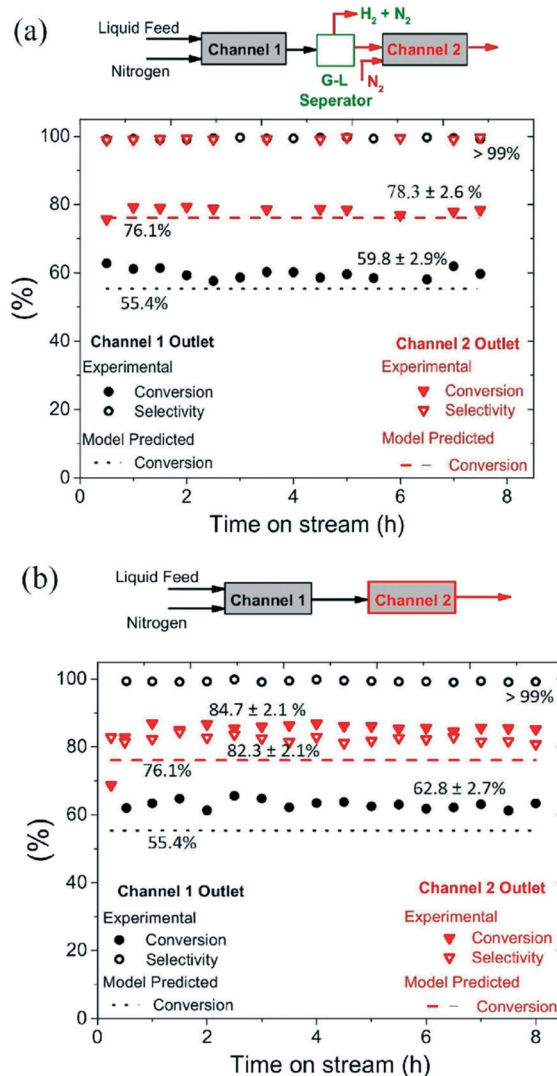 (a)
H2 + N2
Liquid Feed
Channel 1
Channel 2
Nitrogen
G-L
N2
Seperator
100
> 99%
80
78.3 ± 2.6 %
76.1%
60
59.8 ± 2.9%
55.4%
(%)
40
Channel 1 Outlet
Channel 2 Outlet
Experimental
Experimental
Conversion
Conversion
20
Selectivity
Selectivity
Model Predicted
Model Predicted
Conversion
Conversion
0
0 2 4 6 8
Time on stream (h)
(b)
Liquid Feed
Channel 1
Channel 2
Nitrogen
100
> 99%
84.7 ± 2.1 %
80
82.3 ± 2.1%
76.1%
62.8 ± 2.7%
60
55.4%
(%)
40
Channel 1 Outlet
Channel 2 Outlet
Experimental
Experimental
20
Conversion
Conversion
Selectivity
Selectivity
Model Predicted
Model Predicted
Conversion
Conversion
0
0 2 4 6 8
Time on stream (h)